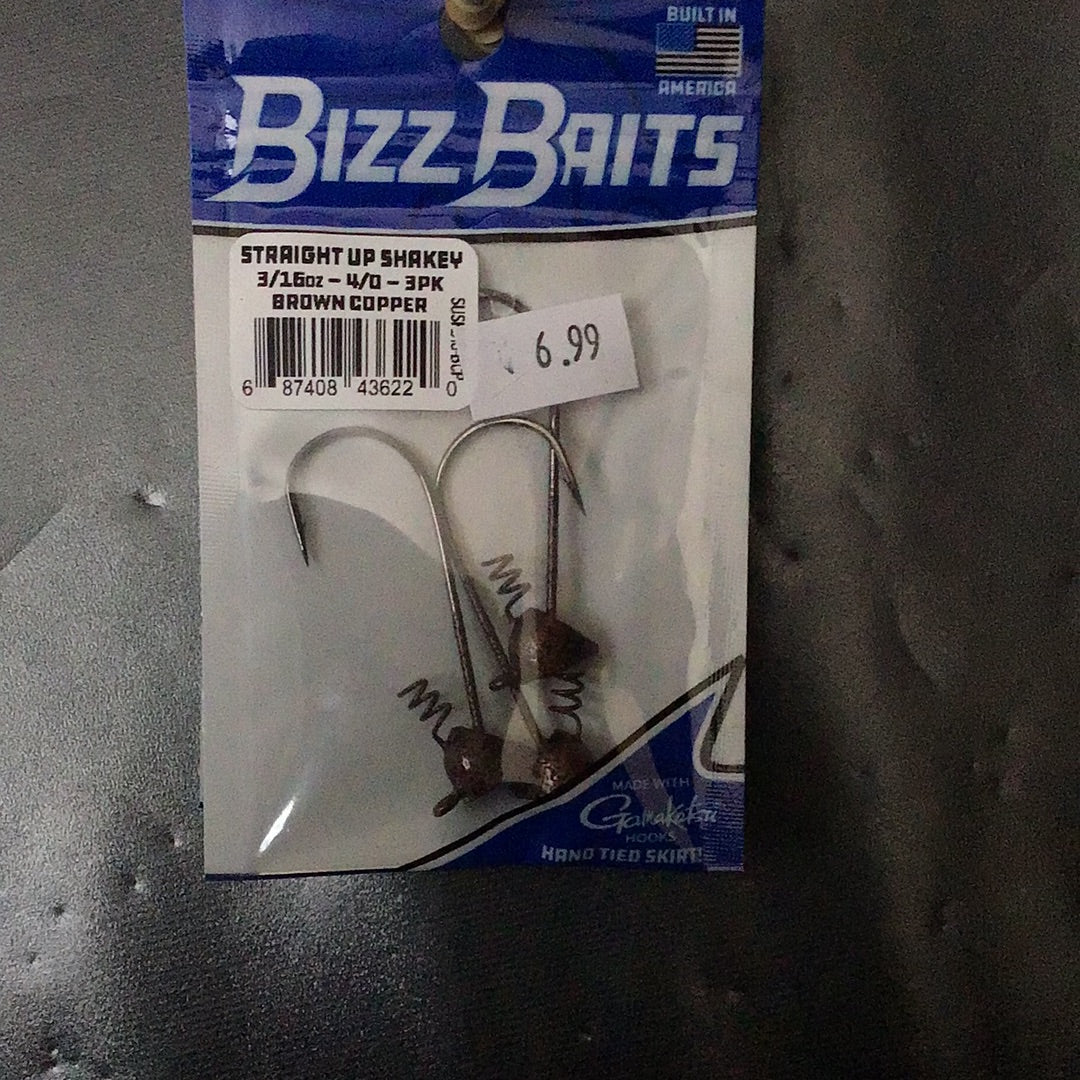 BUILT IN
AMERICA
BIZZ BAITS
STRAIGHT UP SHAKEY
3/16oz – 4/0 – 3PK
BROWN COPPER
6 87408 43622 0
6.99
MADE WITH
Gamakatsu
HOOKS
HAND TIED SKIRT!